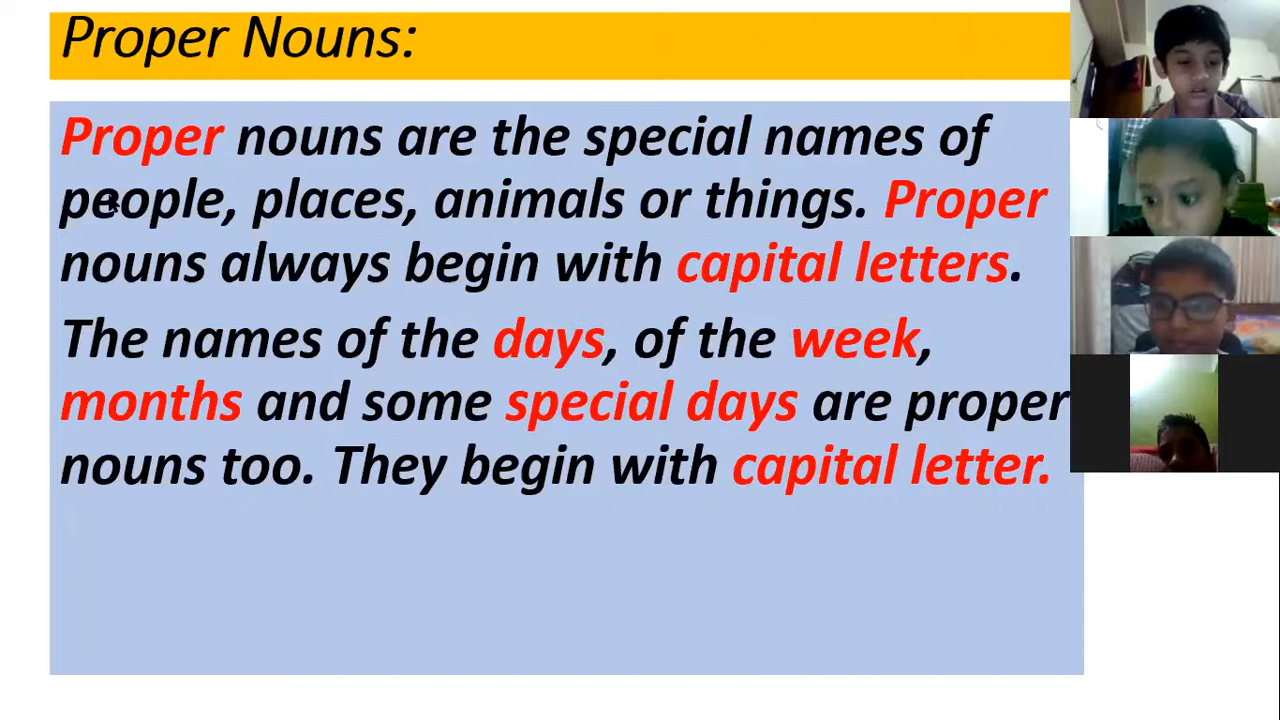 Proper Nouns:
Proper nouns are the special names of
people, places, animals or things. Proper
nouns always begin with capital letters.
The names of the days, of the week,
months and some special days are proper
nouns too. They begin with capital letter.